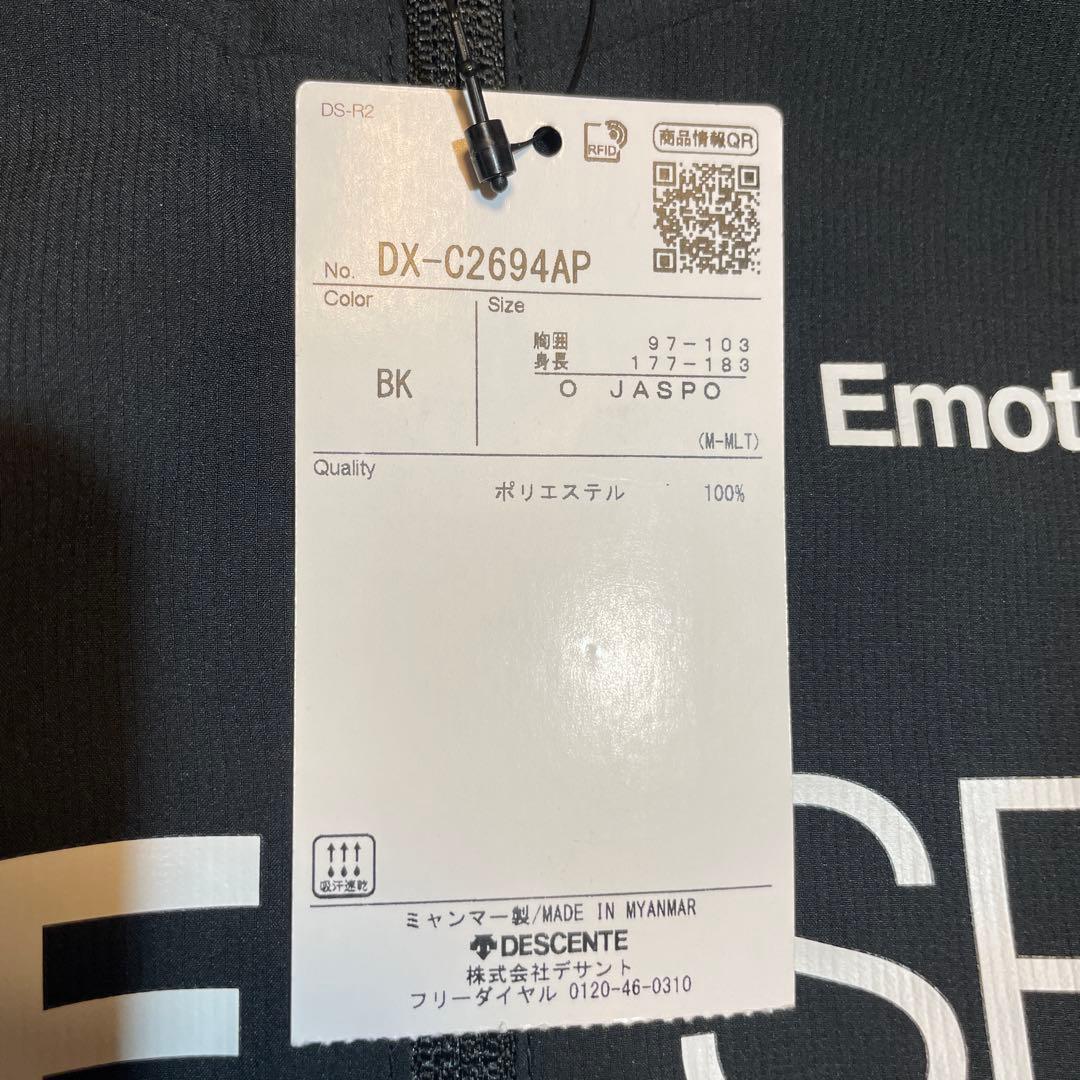 DS-R2
RFID
商品情報QR
No. DX-C2694AP
Color
BK
Size
胸囲 97-103
身長 177-183
O JASPO
(M-MLT)
Quality
ポリエステル 100%
吸汗速乾
ミャンマー製/MADE IN MYANMAR
DESCENTE
株式会社デサント
フリーダイヤル 0120-46-0310
Emot
SE